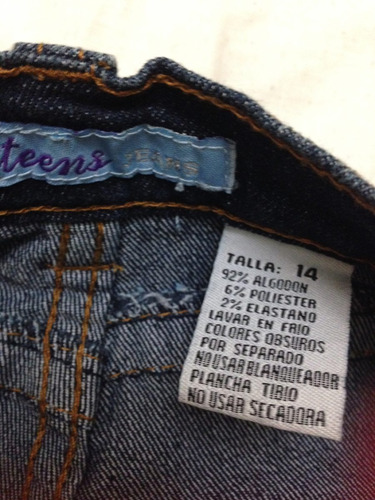 teens JEANS
TALLA: 14
92% ALGODON
6% POLIESTER
2% ELASTANO
LAVAR EN FRIO
COLORES OBSUROS
POR SEPARADO
NO USAR BLANQUEADOR
PLANCHA TIBIO
NO USAR SECADORA